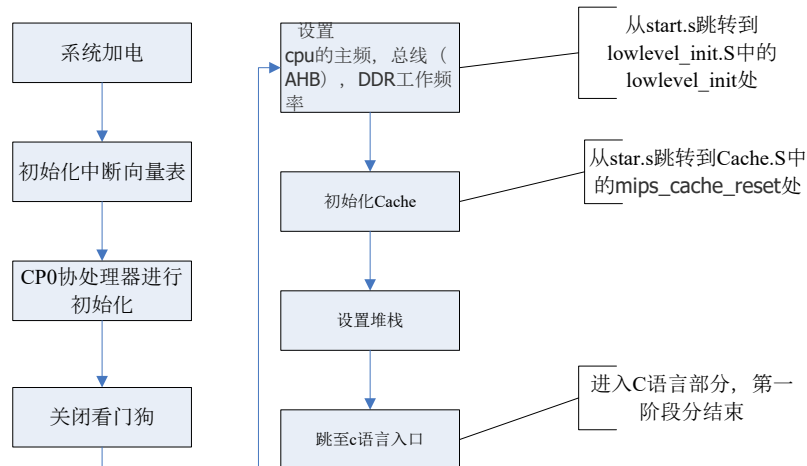 系统加电
初始化中断向量表
CP0协处理器进行
初始化
关闭看门狗
设置
cpu的主频，总线（
AHB），DDR工作频
率
初始化Cache
设置堆栈
跳至c语言入口
从start.s跳转到
lowlevel_init.S中的
lowlevel_init处
从star.s跳转到Cache.S中
的mips_cache_reset处
进入C语言部分，第一
阶段分结束